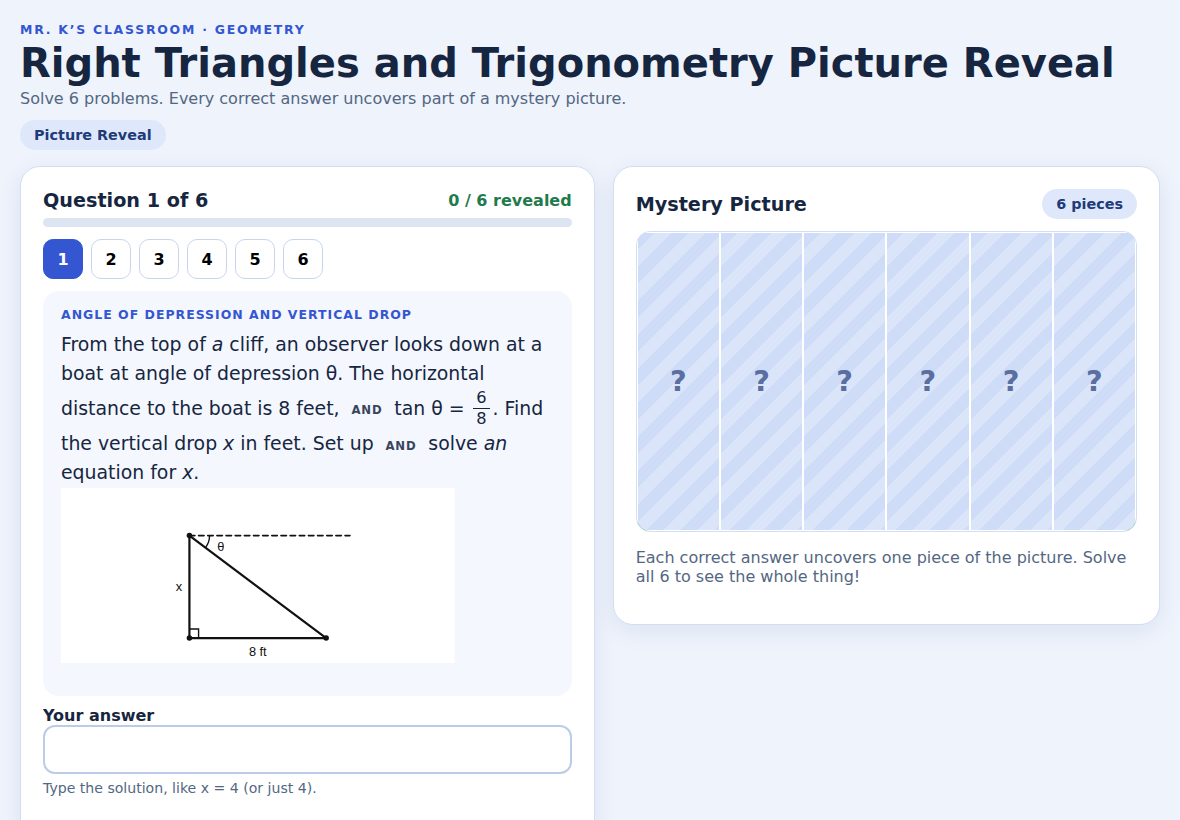 MR. K’S CLASSROOM · GEOMETRY
Right Triangles and Trigonometry Picture Reveal
Solve 6 problems. Every correct answer uncovers part of a mystery picture.
Picture Reveal
Question 1 of 6
0 / 6 revealed
1 2 3 4 5 6
ANGLE OF DEPRESSION AND VERTICAL DROP
From the top of a cliff, an observer looks down at a
boat at angle of depression θ. The horizontal
distance to the boat is 8 feet, AND tan θ = 6/8. Find
the vertical drop x in feet. Set up AND solve an
equation for x.
θ
x
8 ft
Your answer
Type the solution, like x = 4 (or just 4).
Mystery Picture
6 pieces
? ? ? ? ? ?
Each correct answer uncovers one piece of the picture. Solve
all 6 to see the whole thing!